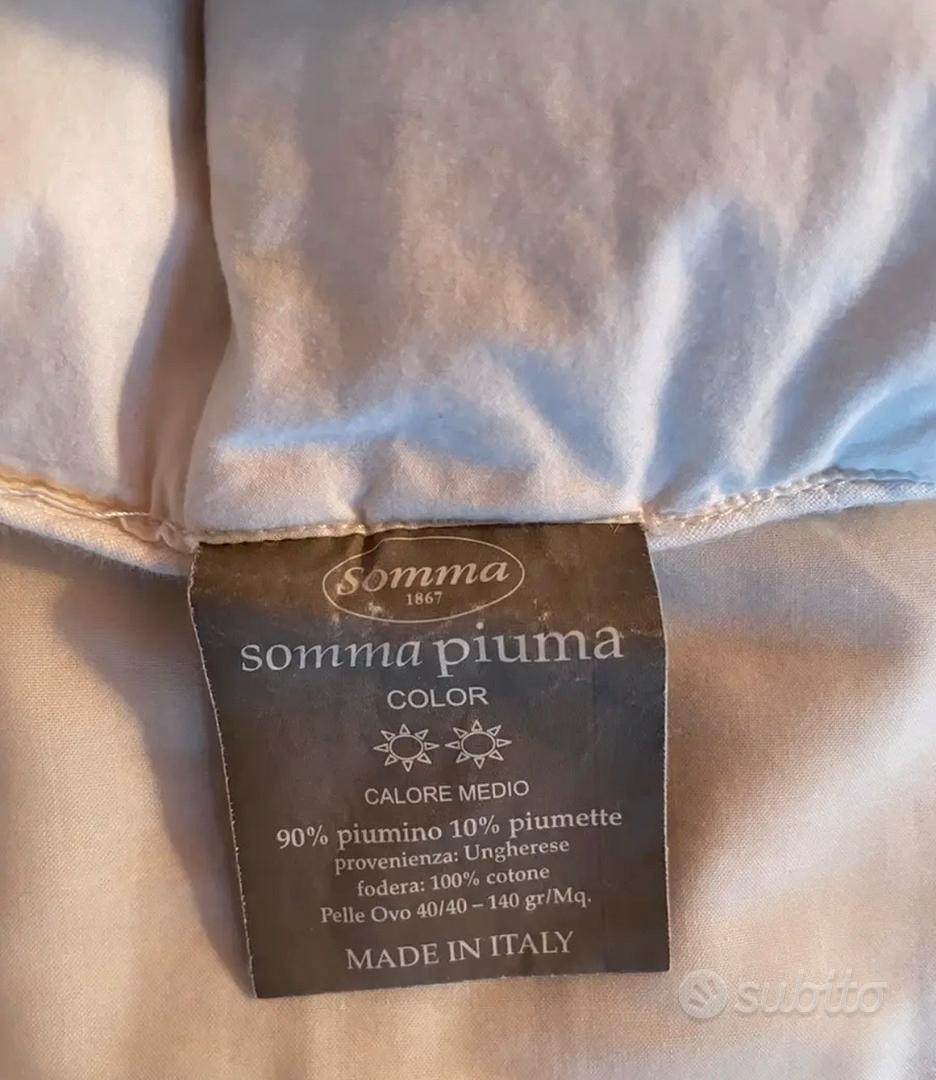 somma
1867
somma piuma
COLOR
CALORE MEDIO
90% piumino 10% piumette
provenienza: Ungherese
fodera: 100% cotone
Pelle Ovo 40/40 – 140 gr/Mq.
MADE IN ITALY
subito